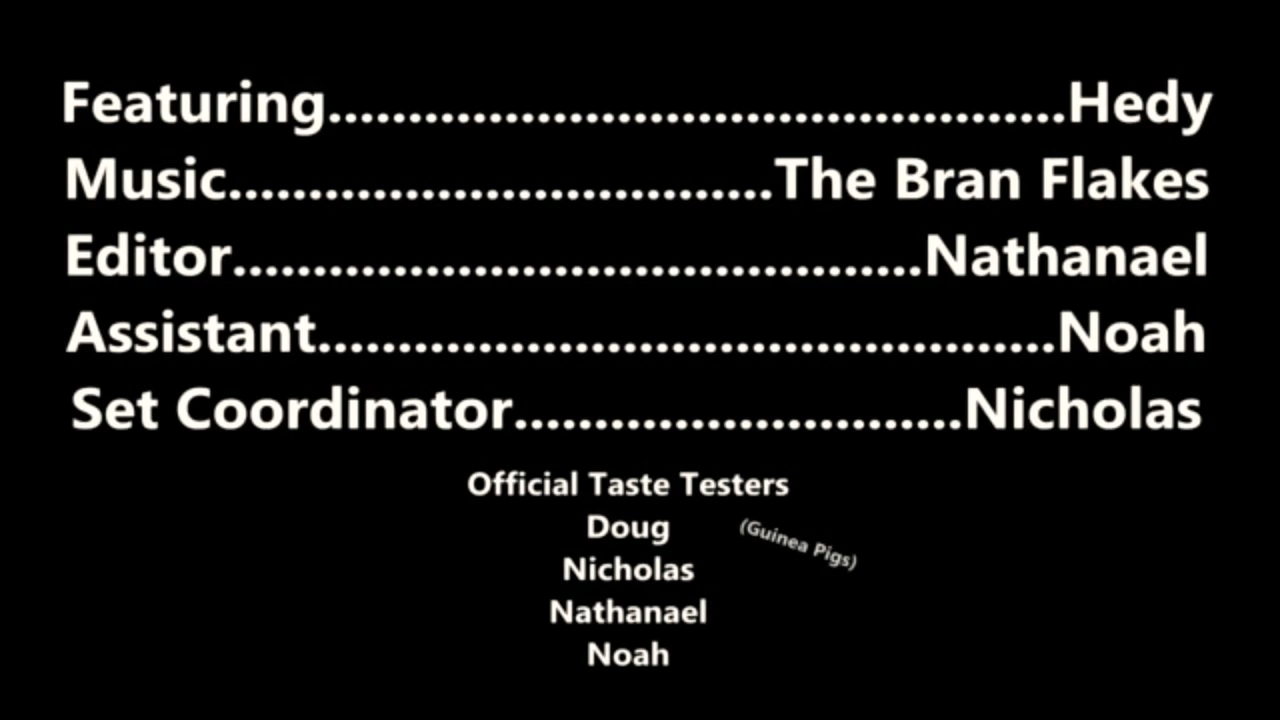 Featuring..............................................Hedy
Music..................................The Bran Flakes
Editor...........................................Nathanael
Assistant..............................................Noah
Set Coordinator............................Nicholas
Official Taste Testers
Doug
(Guinea Pigs)
Nicholas
Nathanael
Noah